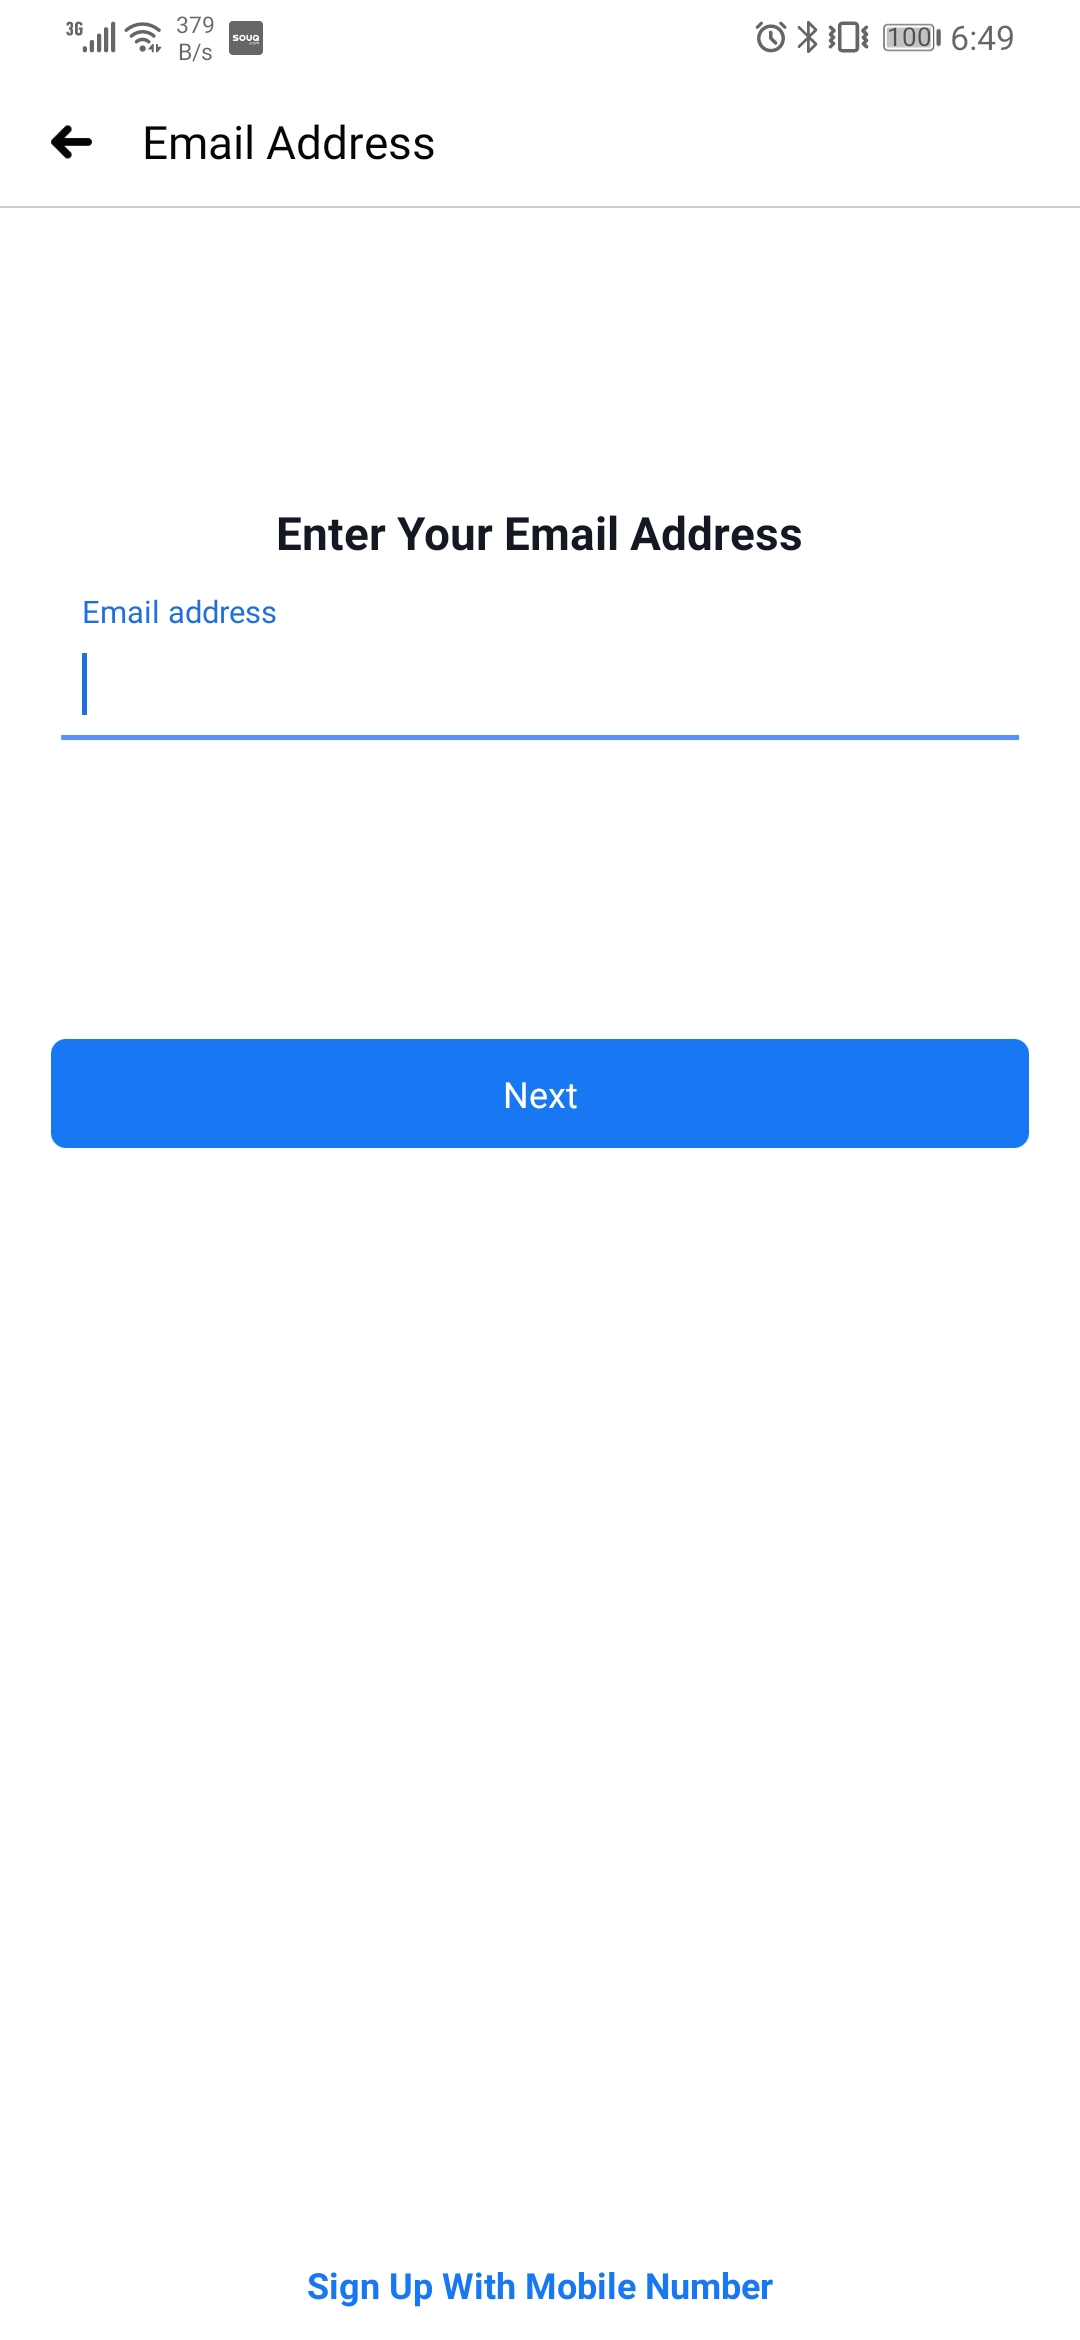 3G 379 B/s souq .com 100 6:49
Email Address
Enter Your Email Address
Email address
Next
Sign Up With Mobile Number